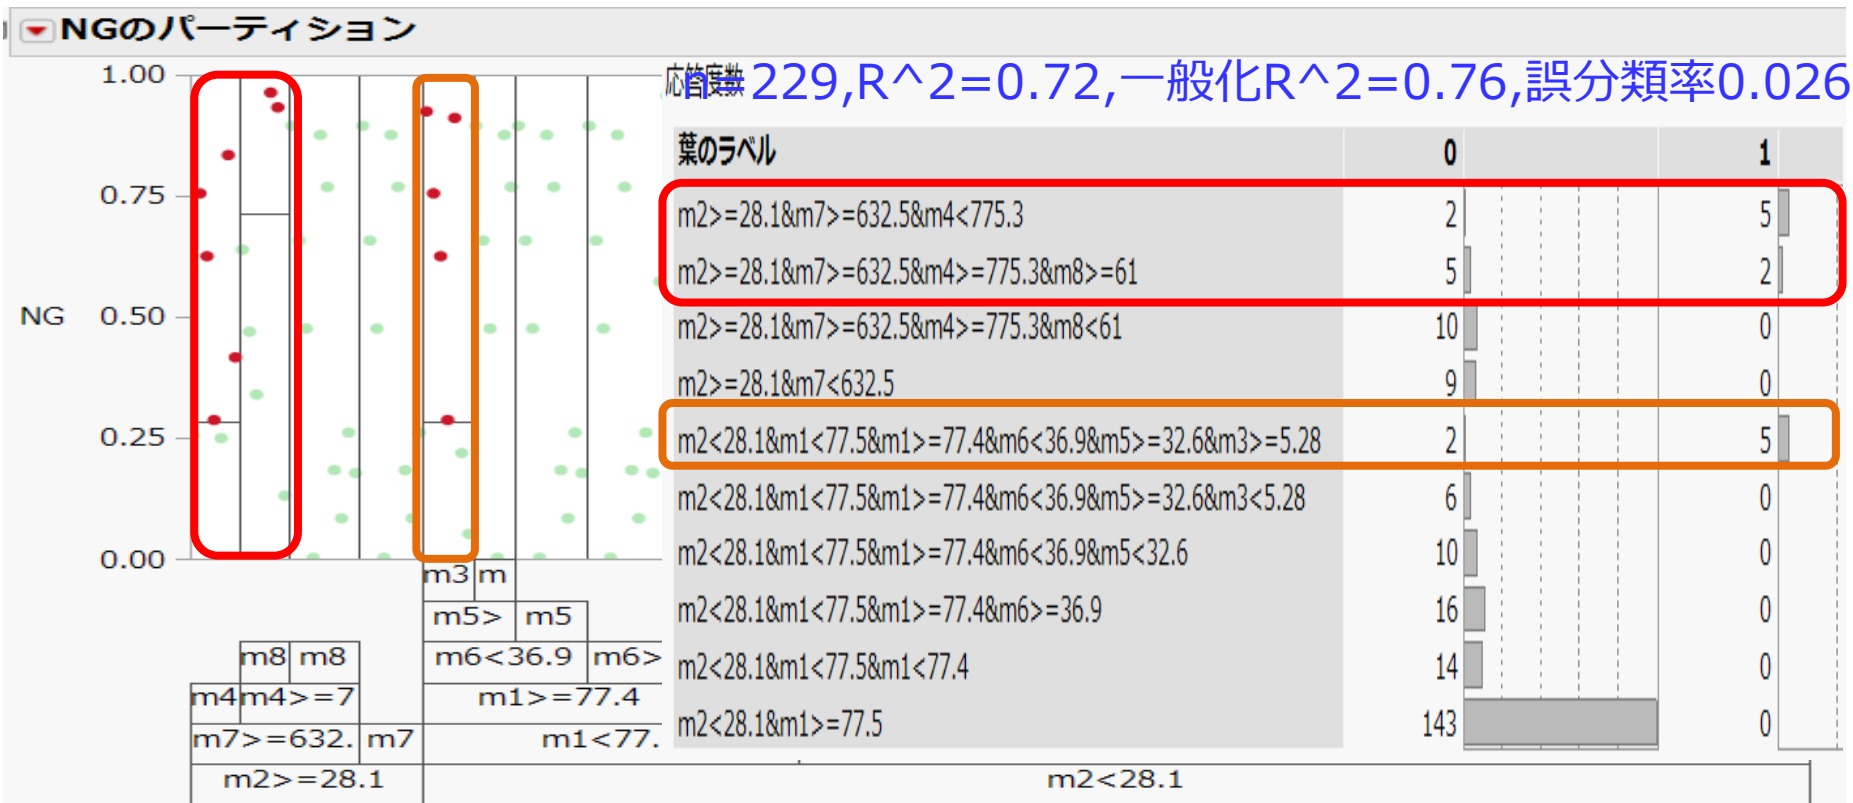 NGのパーティション
n=229,R^2=0.72,一般化R^2=0.76,誤分類率0.026
応答度数
葉のラベル 0 1
m2>=28.1&m7>=632.5&m4<775.3 2 5
m2>=28.1&m7>=632.5&m4>=775.3&m8>=61 5 2
m2>=28.1&m7>=632.5&m4>=775.3&m8<61 10 0
m2>=28.1&m7<632.5 9 0
m2<28.1&m1<77.5&m1>=77.4&m6<36.9&m5>=32.6&m3>=5.28 2 5
m2<28.1&m1<77.5&m1>=77.4&m6<36.9&m5>=32.6&m3<5.28 6 0
m2<28.1&m1<77.5&m1>=77.4&m6<36.9&m5<32.6 10 0
m2<28.1&m1<77.5&m1>=77.4&m6>=36.9 16 0
m2<28.1&m1<77.5&m1<77.4 14 0
m2<28.1&m1>=77.5 143 0
1.00
0.75
NG 0.50
0.25
0.00
m3 m
m5> m5
m8 m8 m6<36.9 m6>
m4 m4>=7 m1>=77.4
m7>=632. m7 m1<77.
m2>=28.1 m2<28.1